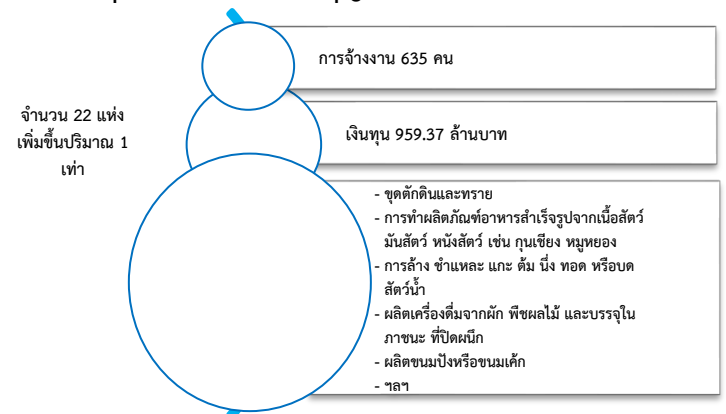 การจ้างงาน 635 คน
จำนวน 22 แห่ง
เพิ่มขึ้นปริมาณ 1
เท่า
เงินทุน 959.37 ล้านบาท
- ขุดตักดินและทราย
- การทำผลิตภัณฑ์อาหารสำเร็จรูปจากเนื้อสัตว์
มันสัตว์ หนังสัตว์ เช่น กุนเชียง หมูหยอง
- การล้าง ชำแหละ แกะ ต้ม นึ่ง ทอด หรือบด
สัตว์น้ำ
- ผลิตเครื่องดื่มจากผัก พืชผลไม้ และบรรจุใน
ภาชนะ ที่ปิดผนึก
- ผลิตขนมปังหรือขนมเค้ก
- ฯลฯ